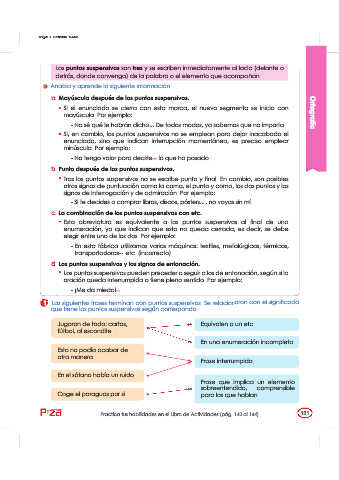 Los puntos suspensivos son tres y se escriben inmediatamente al lado (delante o
detrás, donde convenga) de la palabra o el elemento que acompañan.
Analiza y aprende la siguiente información
a. Mayúscula después de los puntos suspensivos.
• Si el enunciado se cierra con esta marca, el nuevo segmento se inicia con
mayúscula. Por ejemplo:
- No sé qué le habrán dicho... De todos modos, ya sabemos que no importa.
• Si, en cambio, los puntos suspensivos no se emplean para dejar inacabado el
enunciado, sino que indican interrupción momentánea, es preciso emplear
minúscula. Por ejemplo:
- No tengo valor para decirte... lo que ha pasado.
b. Punto después de los puntos suspensivos.
• Tras los puntos suspensivos no se escribe punto y final. En cambio, son posibles
otros signos de puntuación como la coma, el punto y coma, los dos puntos y los
signos de interrogación y de admiración. Por ejemplo:
- Si te decides a comprar libros, discos, pósters... , no vayas sin mí.
c. La combinación de los puntos suspensivos con etc.
• Esta abreviatura es equivalente a los puntos suspensivos al final de una
enumeración, ya que indican que esta no queda cerrada, es decir, se debe
elegir entre uno de los dos. Por ejemplo:
- En esta fábrica utilizamos varias máquinas: textiles, metalúrgicas, térmicas,
transportadoras... etc. (incorrecto)
d. Los puntos suspensivos y los signos de entonación.
• Los puntos suspensivos pueden preceder o seguir a los de entonación, según si la
oración queda interrumpida o tiene pleno sentido. Por ejemplo:
- ¡Me da miedo!...
Ortografía
1 Las siguientes frases terminan con puntos suspensivos. Se relacionaron con el significado
que tiene los puntos suspensivos según corresponda:
Jugaron de todo: cartas,
fútbol, el escondite
Esto no podía acabar de
otra manera
En el sótano había un ruido
Coge el paraguas por si
Equivalen a un etc
En una enumeración incompleta
Frase interrumpida
Frase que implica un elemento
sobreentendido, comprensible
para los que hablan
Practica tus habilidades en el Libro de Actividades (pág. 143 al 144)
121